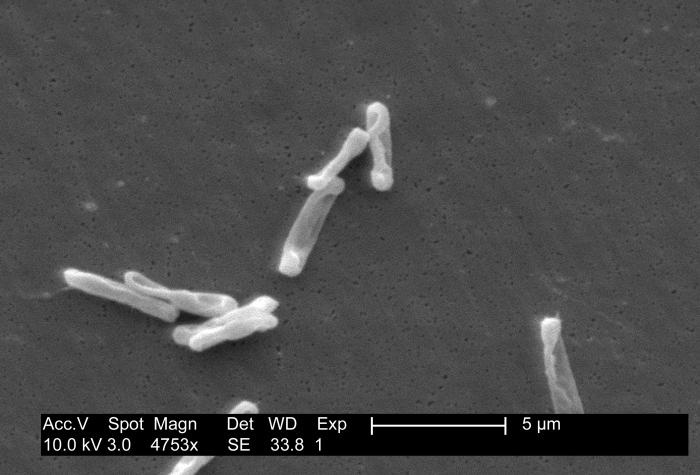 Acc.V Spot Magn Det WD Exp 5 µm
10.0 kV 3.0 4753x SE 33.8 1